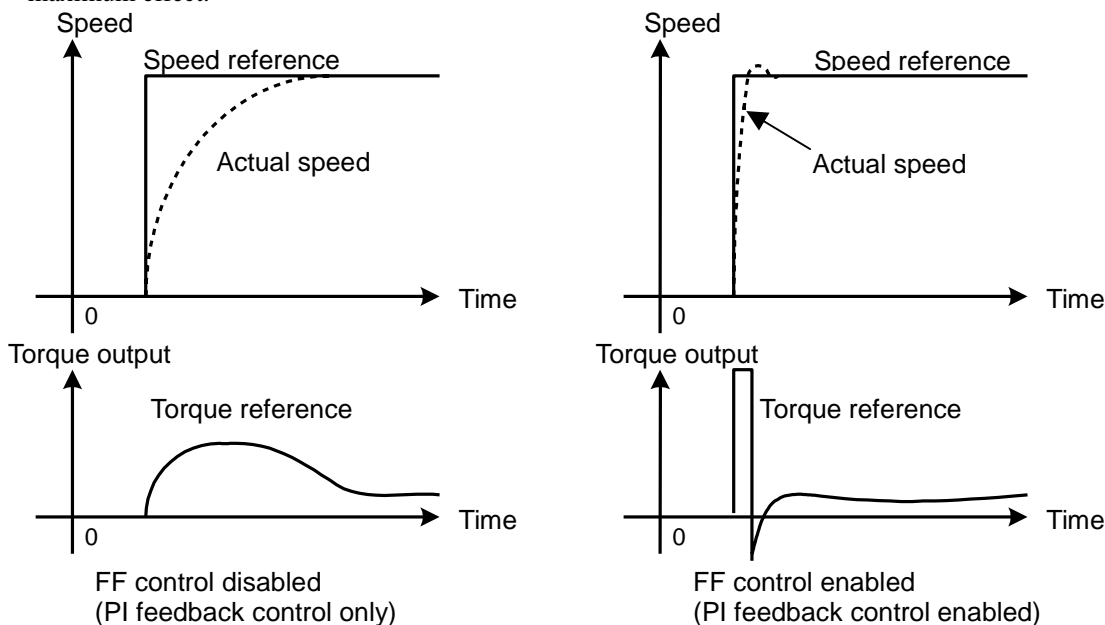 maximum effect.
Speed
Speed reference
Actual speed
Time
0
Torque output
Torque reference
Time
0
FF control disabled
(PI feedback control only)
Speed
Speed reference
Actual speed
Time
0
Torque output
Torque reference
Time
0
FF control enabled
(PI feedback control enabled)